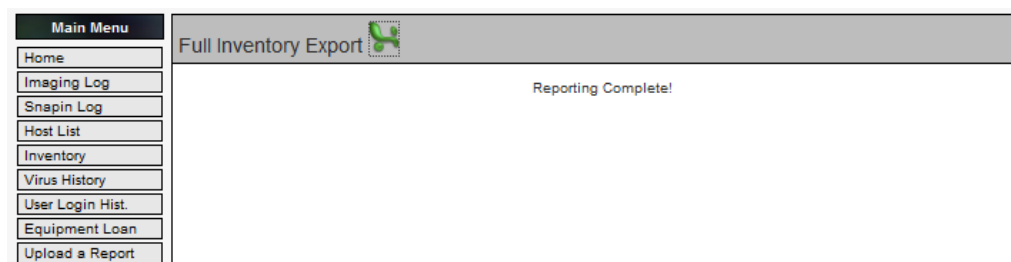 Main Menu
Home
Imaging Log
Snapin Log
Host List
Inventory
Virus History
User Login Hist.
Equipment Loan
Upload a Report
Full Inventory Export
Reporting Complete!